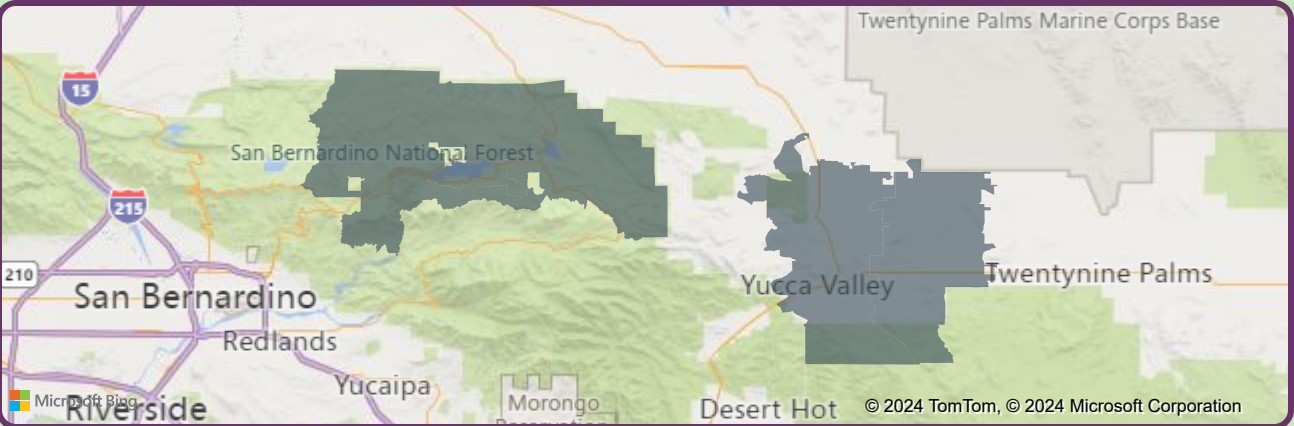 Twentynine Palms Marine Corps Base
15
San Bernardino National Forest
215
210
San Bernardino
Yucca Valley
Twentynine Palms
Redlands
Yucaipa
Microsoft Bing
Riverside
Morongo
Reservation
Desert Hot
© 2024 TomTom, © 2024 Microsoft Corporation